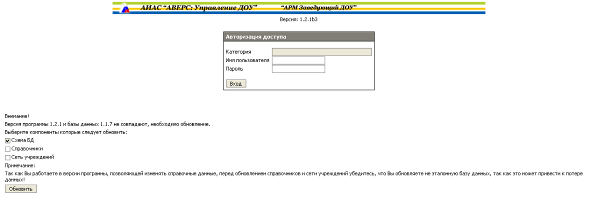 АИАС "АВЕРС: Управление ДОУ" "АРМ Заведующий ДОУ"
Версия: 1.2.1b3
Авторизация доступа
Категория
Имя пользователя
Пароль
Вход
Внимание!
Версия программы 1.2.1 и базы данных 1.1.7 не совпадают, необходимо обновление.
Выберите компоненты которые следует обновить:
Схема БД
Справочники
Сеть учреждений
Примечание:
Так как Вы работаете в версии программы, позволяющей изменять справочные данные, перед обновлением справочников и сети учреждений убедитесь, что Вы обновляете не эталонную базу данных, так как это может привести к потере
данных!
Обновить